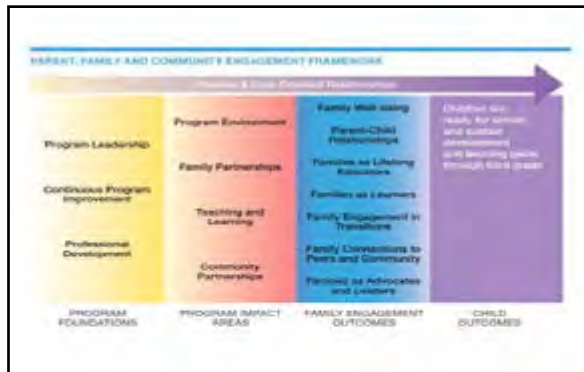 PARENT, FAMILY AND COMMUNITY ENGAGEMENT FRAMEWORK
Positive & Goal-Oriented Relationships
Program Leadership
Continuous Program
Improvement
Professional
Development
PROGRAM
FOUNDATIONS
Program Environment
Family Partnerships
Teaching and
Learning
Community
Partnerships
PROGRAM IMPACT
AREAS
Family Well-being
Parent-Child
Relationships
Families as Lifelong
Educators
Families as Learners
Family Engagement in
Transitions
Family Connections to
Peers and Community
Families as Advocates
and Leaders
FAMILY ENGAGEMENT
OUTCOMES
Children are
ready for school
and sustain
development
and learning gains
through third grade
CHILD
OUTCOMES